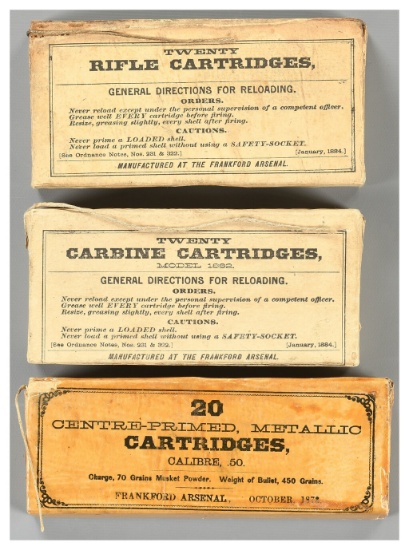 TWENTY
RIFLE CARTRIDGES,
GENERAL DIRECTIONS FOR RELOADING.
ORDERS.
Never reload except under the personal supervision of a competent officer.
Grease well EVERY cartridge before firing.
Resize, greasing slightly, every shell after firing.
CAUTIONS.
Never prime a LOADED shell.
Never load a primed shell without using a SAFETY-SOCKET.
[See Ordnance Notes, Nos. 231 & 322.] [January, 1884.]
MANUFACTURED AT THE FRANKFORD ARSENAL.
TWENTY
CARBINE CARTRIDGES,
MODEL 1882.
GENERAL DIRECTIONS FOR RELOADING.
ORDERS.
Never reload except under the personal supervision of a competent officer.
Grease well EVERY cartridge before firing.
Resize, greasing slightly, every shell after firing.
CAUTIONS.
Never prime a LOADED shell.
Never load a primed shell without using a SAFETY-SOCKET.
[See Ordnance Notes, Nos. 231 & 322.] [January, 1884.]
MANUFACTURED AT THE FRANKFORD ARSENAL.
20
CENTRE-PRIMED, METALLIC
CARTRIDGES,
CALIBRE, .50.
Charge, 70 Grains Musket Powder. Weight of Bullet, 450 Grains.
FRANKFORD ARSENAL, OCTOBER,